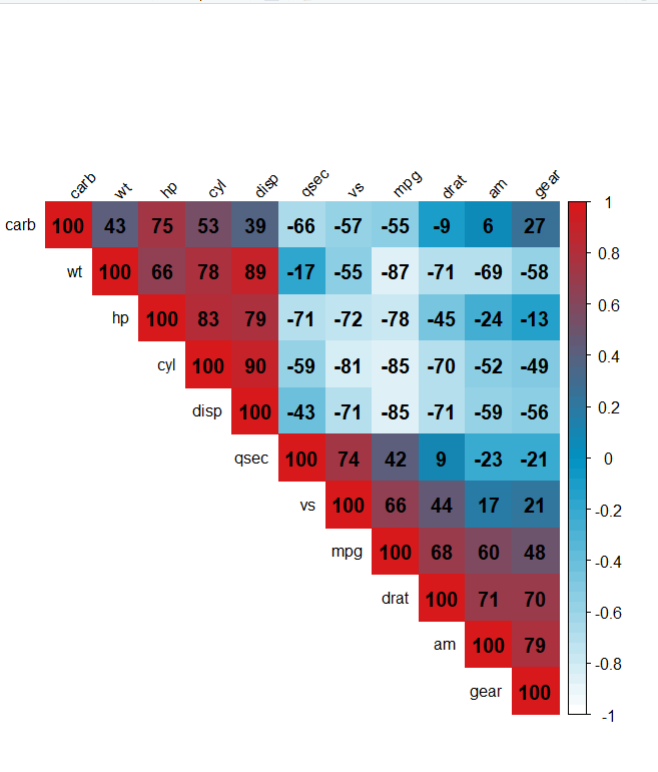 carb wt hp cyl disp qsec vs mpg drat am gear
carb 100 43 75 53 39 -66 -57 -55 -9 6 27
wt 100 66 78 89 -17 -55 -87 -71 -69 -58
hp 100 83 79 -71 -72 -78 -45 -24 -13
cyl 100 90 -59 -81 -85 -70 -52 -49
disp 100 -43 -71 -85 -71 -59 -56
qsec 100 74 42 9 -23 -21
vs 100 66 44 17 21
mpg 100 68 60 48
drat 100 71 70
am 100 79
gear 100
1
0.8
0.6
0.4
0.2
0
-0.2
-0.4
-0.6
-0.8
-1